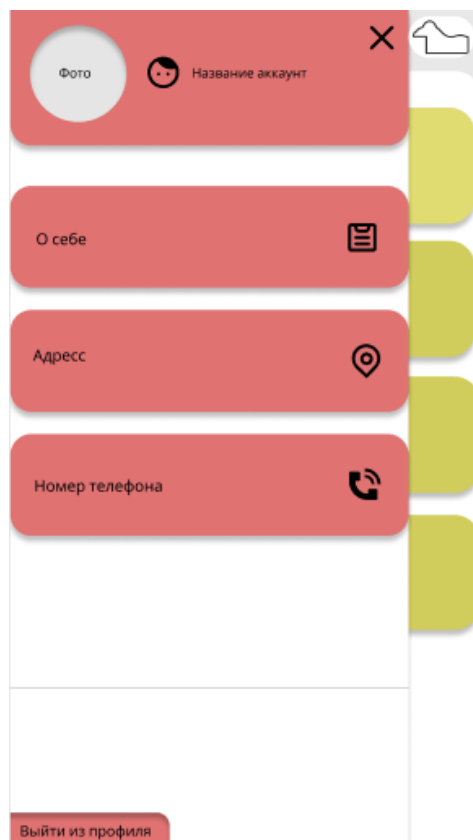 Фото
Название аккаунт
О себе
Адресс
Номер телефона
Выйти из профиля